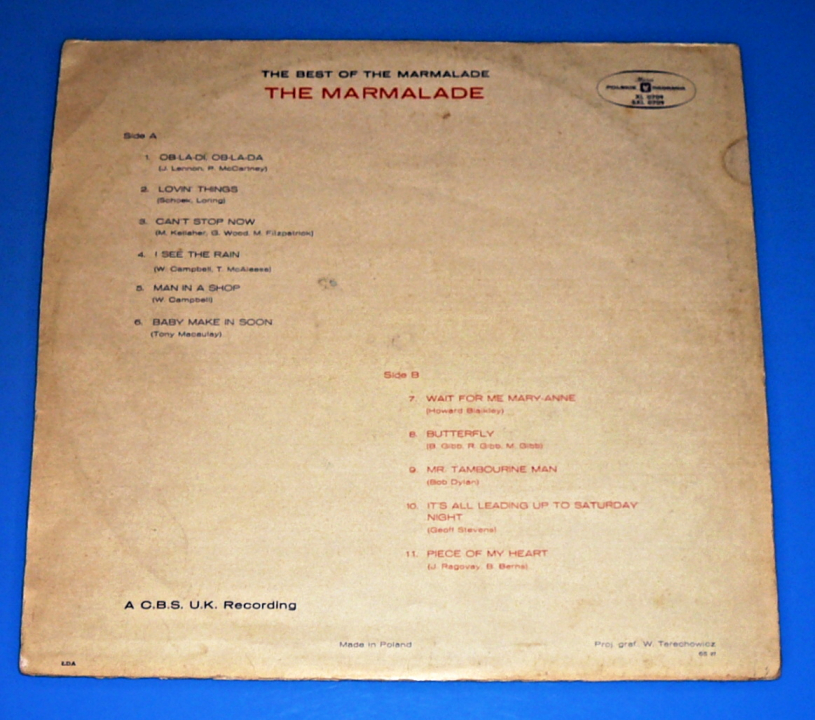 THE BEST OF THE MARMALADE
THE MARMALADE
POLSKIE NAGRANIA
XL 0704
SXL 0704
Side A
1. OB-LA-DI, OB-LA-DA
(J. Lennon, P. McCartney)
2. LOVIN' THINGS
(Schoek, Loring)
3. CAN'T STOP NOW
(M. Kelleher, G. Wood, M. Fitzpatrick)
4. I SEE THE RAIN
(W. Campbell, T. McAleese)
5. MAN IN A SHOP
(W. Campbell)
6. BABY MAKE IN SOON
(Tony Macaulay)
Side B
7. WAIT FOR ME MARY-ANNE
(Howard Blaikley)
8. BUTTERFLY
(B. Gibb, R. Gibb, M. Gibb)
9. MR. TAMBOURINE MAN
(Bob Dylan)
10. IT'S ALL LEADING UP TO SATURDAY
NIGHT
(Geoff Stevens)
11. PIECE OF MY HEART
(J. Ragovay, B. Berns)
A C.B.S. U.K. Recording
Made in Poland
Proj. graf. W. Terechowicz
65 zł
LDA